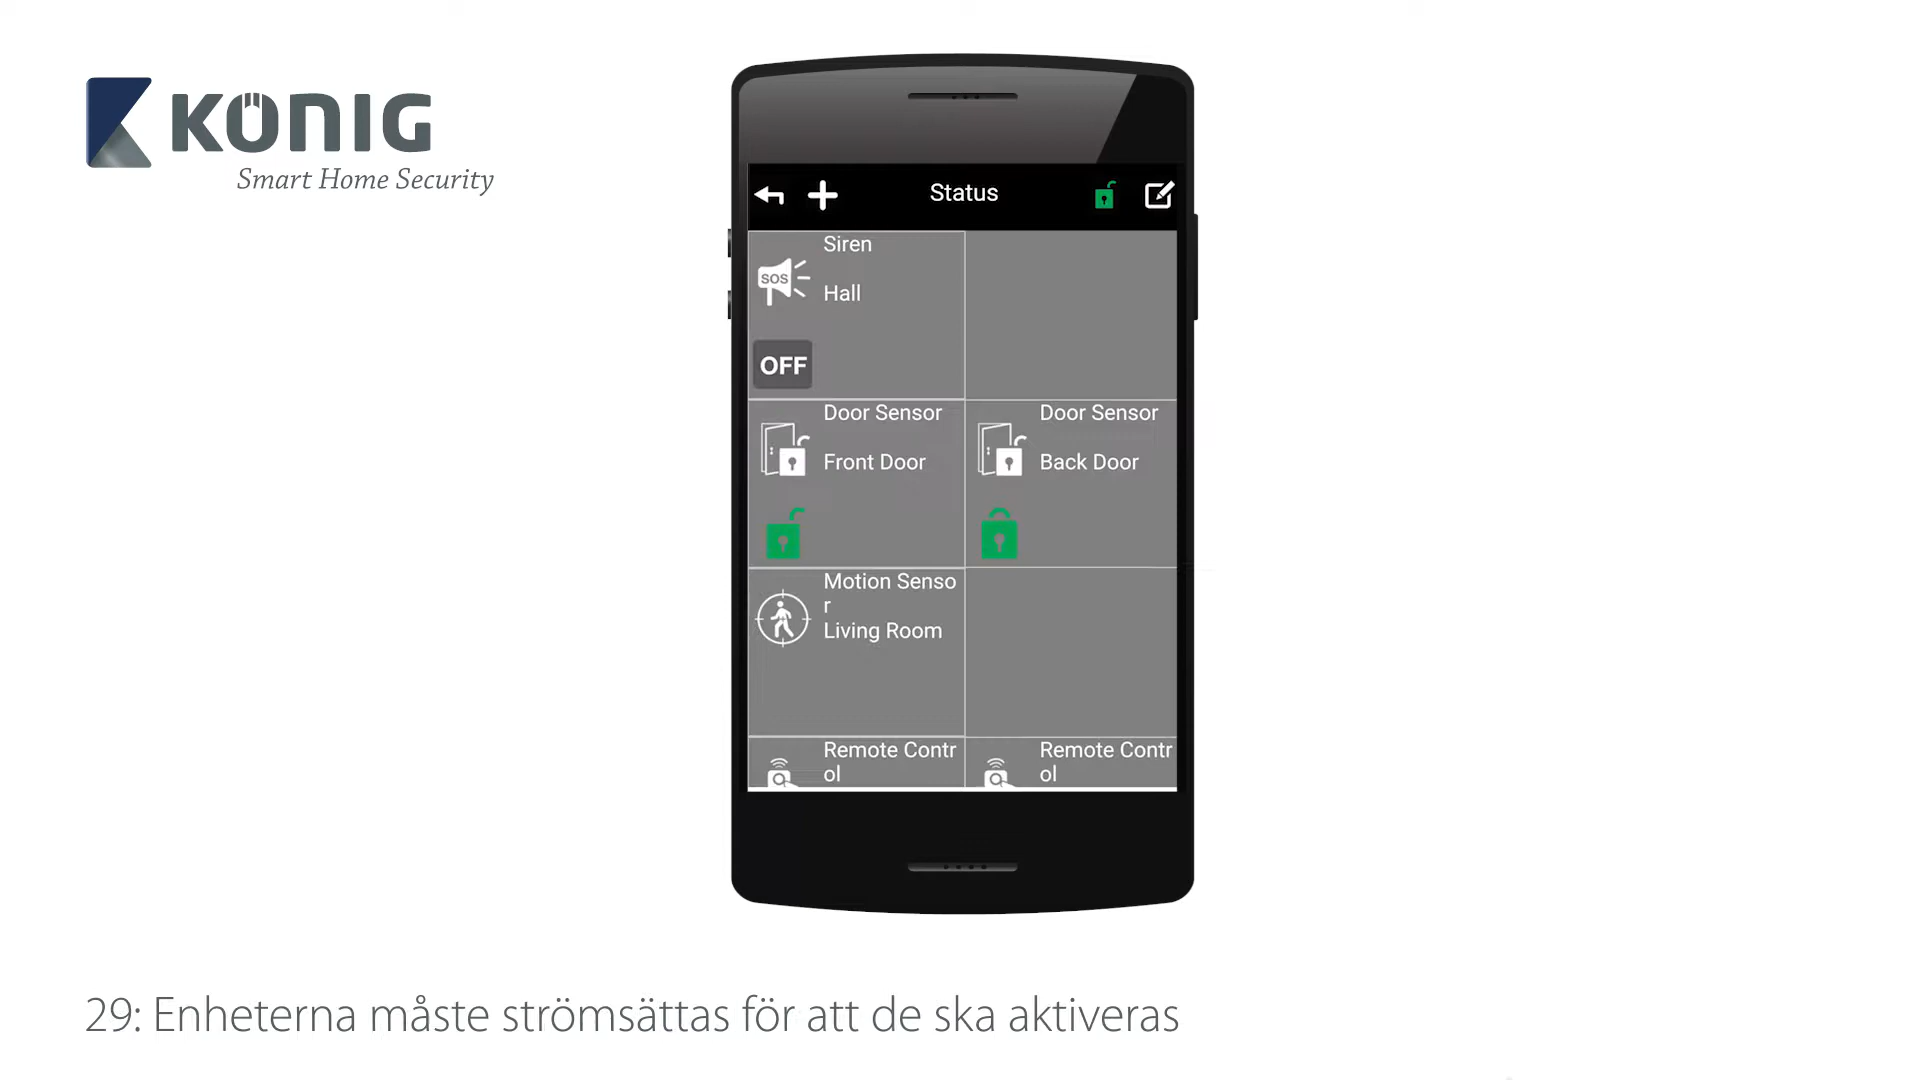 KÖNIG
Smart Home Security
Status
Siren
SOS
Hall
OFF
Door Sensor
Front Door
Door Sensor
Back Door
Motion Senso
r
Living Room
Remote Contr
ol
Remote Contr
ol
29: Enheterna måste strömsättas för att de ska aktiveras